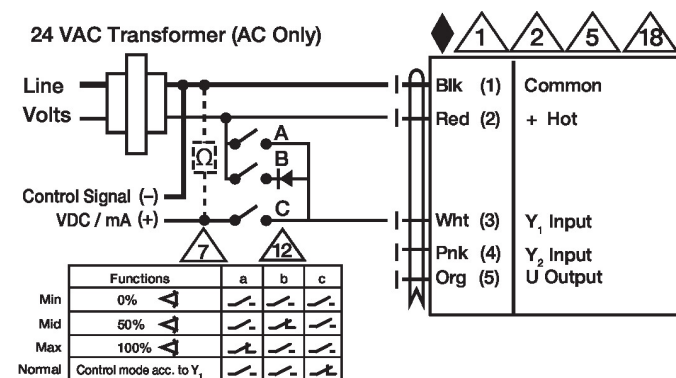 24 VAC Transformer (AC Only)
1 2 5 18
Line
Volts
Blk (1) Common
Red (2) + Hot
A
Ω
B
Control Signal (–)
VDC / mA (+)
C
Wht (3) Y₁ Input
Pnk (4) Y₂ Input
Org (5) U Output
7 12
Functions a b c
Min 0%
Mid 50%
Max 100%
Normal Control mode acc. to Y₁